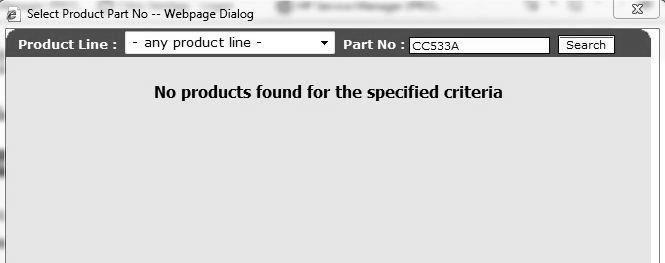 Select Product Part No -- Webpage Dialog
Product Line : - any product line - Part No : CC533A Search
No products found for the specified criteria